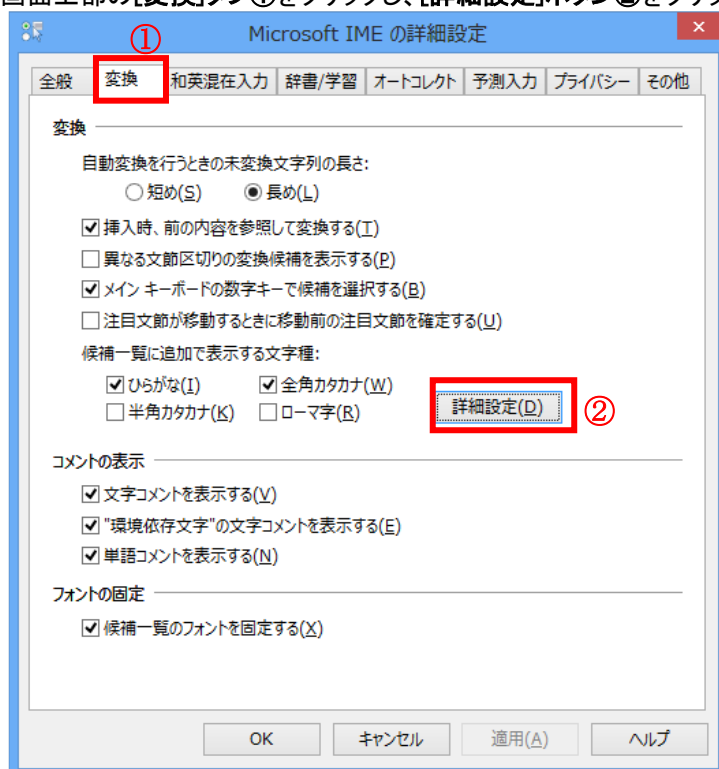 画面上部の[変換]タブ①をクリックし、[詳細設定]ボタン②をクリック
①
Microsoft IME の詳細設定
全般 変換 和英混在入力 辞書/学習 オートコレクト 予測入力 プライバシー その他
変換
自動変換を行うときの未変換文字列の長さ:
短め(S) 長め(L)
挿入時、前の内容を参照して変換する(T)
異なる文節区切りの変換候補を表示する(P)
メイン キーボードの数字キーで候補を選択する(B)
注目文節が移動するときに移動前の注目文節を確定する(U)
候補一覧に追加で表示する文字種:
ひらがな(I) 全角カタカナ(W)
半角カタカナ(K) ローマ字(R) 詳細設定(D) ②
コメントの表示
文字コメントを表示する(V)
"環境依存文字"の文字コメントを表示する(E)
単語コメントを表示する(N)
フォントの固定
候補一覧のフォントを固定する(X)
OK キャンセル 適用(A) ヘルプ